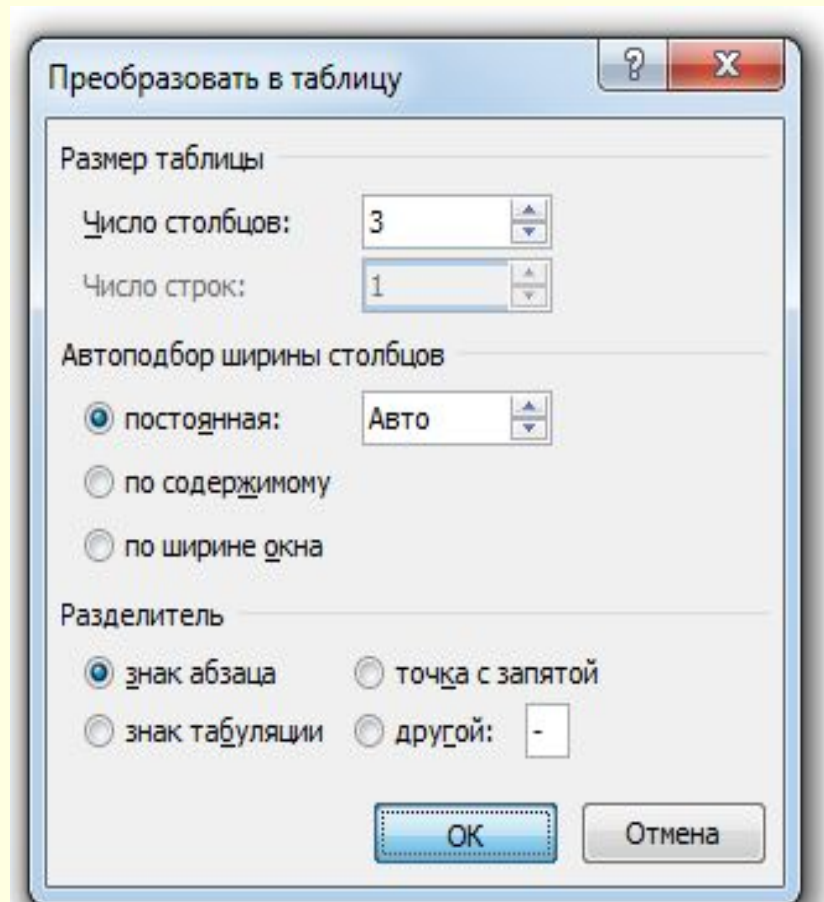 Преобразовать в таблицу
?
X
Размер таблицы
Число столбцов: 3
Число строк: 1
Автоподбор ширины столбцов
постоянная: Авто
по содержимому
по ширине окна
Разделитель
знак абзаца точка с запятой
знак табуляции другой: -
ОК Отмена